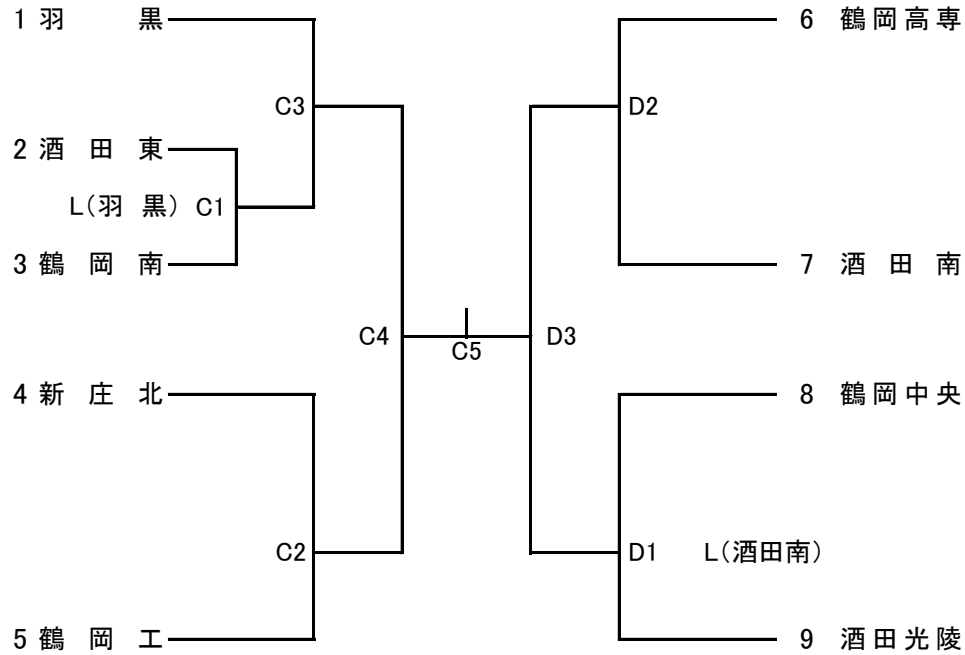 1 羽　　黒
6 鶴岡高専
C3
D2
2 酒　田　東
L(羽　黒) C1
3 鶴　岡　南
7 酒　田　南
C4
C5
D3
4 新　庄　北
8 鶴岡中央
C2
D1 L(酒田南)
5 鶴　岡　工
9 酒田光陵